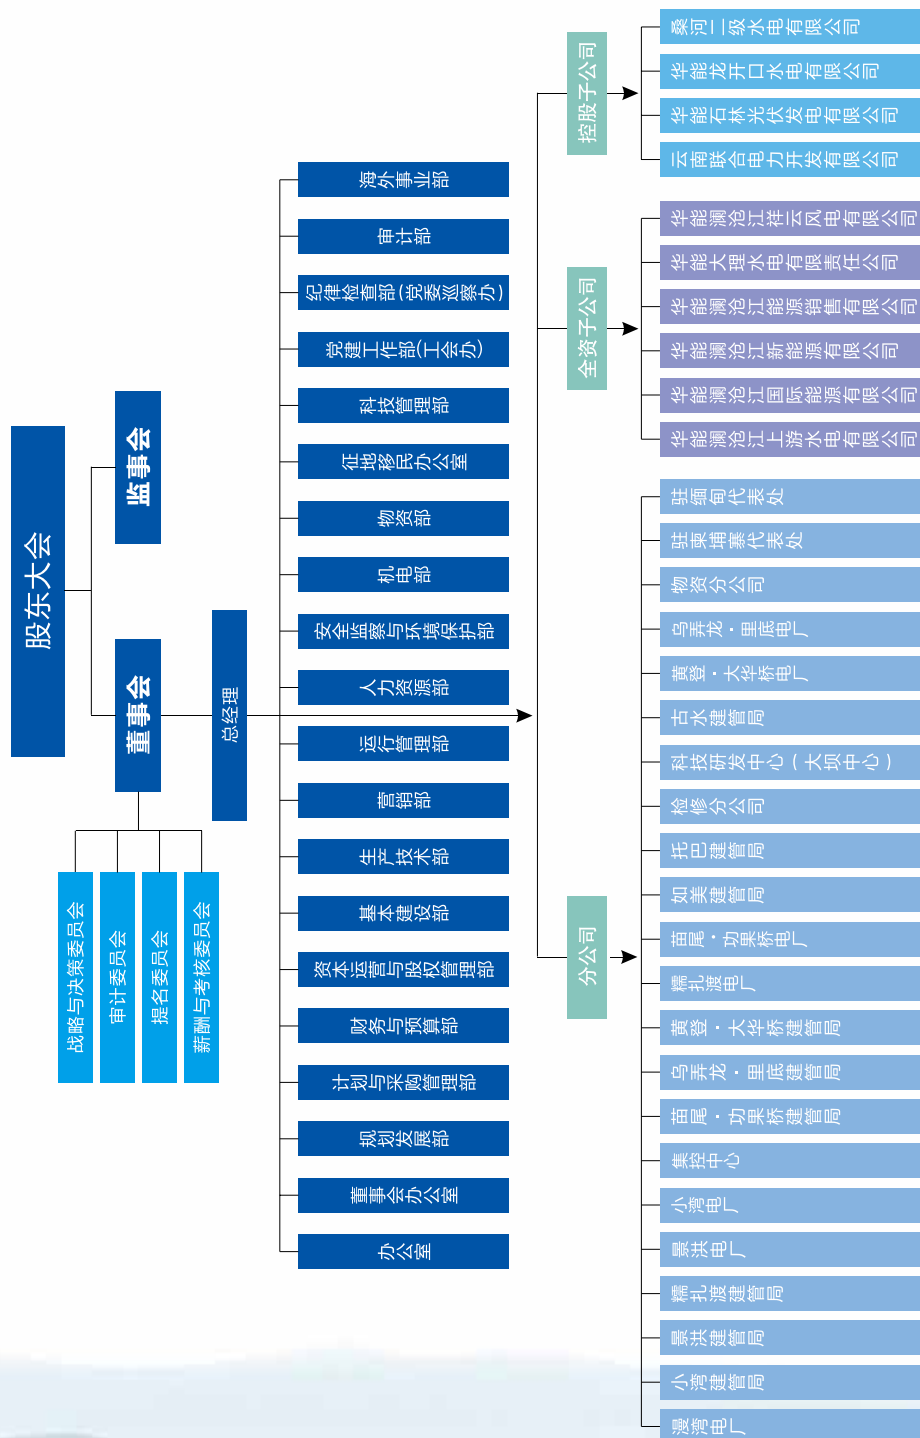 股东大会
董事会
监事会
战略与决策委员会
审计委员会
提名委员会
薪酬与考核委员会
总经理
办公室
董事会办公室
规划发展部
计划与采购管理部
财务与预算部
资本运营与股权管理部
基本建设部
生产技术部
营销部
运行管理部
人力资源部
安全监察与环境保护部
机电部
物资部
征地移民办公室
科技管理部
党建工作部(工会办)
纪律检查部(党委巡察办)
审计部
海外事业部
分公司
全资子公司
控股子公司
漫湾电厂
小湾建管局
景洪建管局
糯扎渡建管局
景洪电厂
小湾电厂
集控中心
苗尾·功果桥建管局
乌弄龙·里底建管局
黄登·大华桥建管局
糯扎渡电厂
苗尾·功果桥电厂
如美建管局
托巴建管局
检修分公司
科技研发中心(大坝中心)
古水建管局
黄登·大华桥电厂
乌弄龙·里底电厂
物资分公司
驻柬埔寨代表处
驻缅甸代表处
华能澜沧江上游水电有限公司
华能澜沧江国际能源有限公司
华能澜沧江新能源有限公司
华能澜沧江能源销售有限公司
华能大理水电有限责任公司
华能澜沧江祥云风电有限公司
云南联合电力开发有限公司
华能石林光伏发电有限公司
华能龙开口水电有限公司
桑河二级水电有限公司